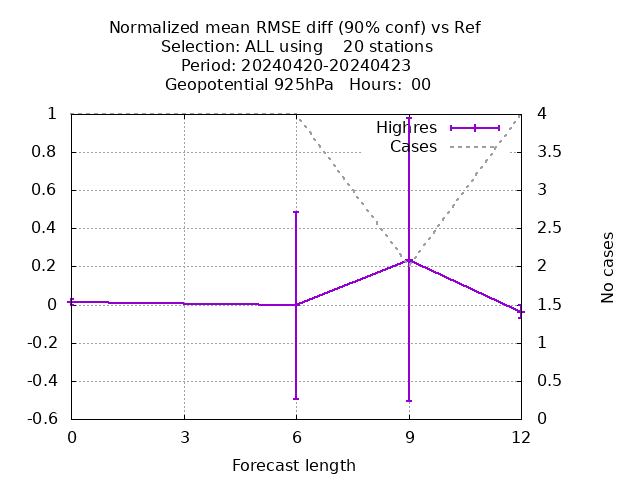 Normalized mean RMSE diff (90% conf) vs Ref
Selection: ALL using    20 stations
Period: 20240420-20240423
Geopotential 925hPa   Hours:  00
Highres
Cases
1
0.8
0.6
0.4
0.2
0
-0.2
-0.4
-0.6
4
3.5
3
2.5
2
1.5
1
0.5
0
No cases
0 3 6 9 12
Forecast length